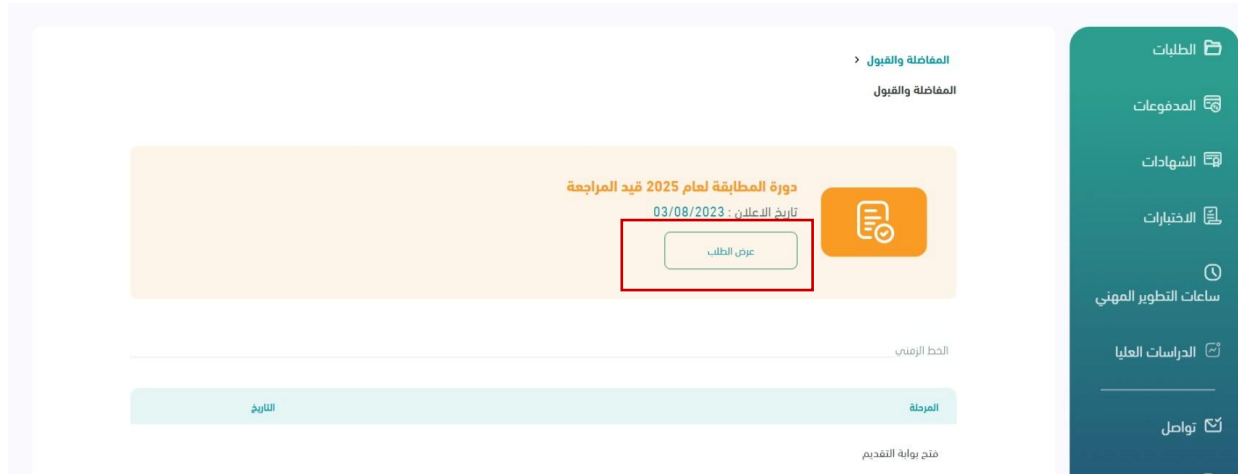 الطلبات
المدفوعات
الشهادات
الاختبارات
ساعات التطوير المهني
الدراسات العليا
تواصل
المفاضلة والقبول >
المفاضلة والقبول
دورة المطابقة لعام 2025 قيد المراجعة
تاريخ الاعلان : 03/08/2023
عرض الطلب
الخط الزمني
المرحلة التاريخ
فتح بوابة التقديم